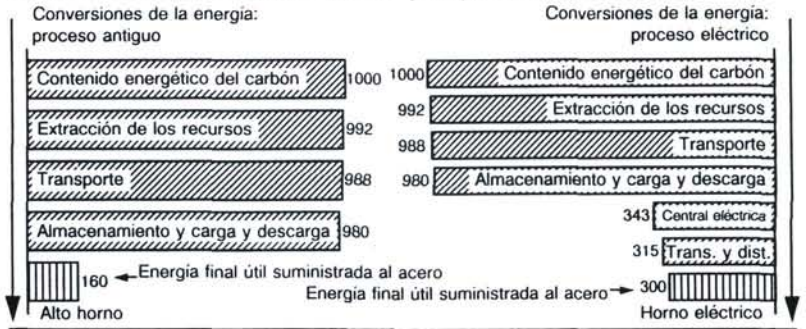 Conversiones de la energía:
proceso antiguo
Contenido energético del carbón
1000
Extracción de los recursos
992
Transporte
988
Almacenamiento y carga y descarga
980
160
Energía final útil suministrada al acero
Alto horno
Conversiones de la energía:
proceso eléctrico
1000
Contenido energético del carbón
992
Extracción de los recursos
988
Transporte
980
Almacenamiento y carga y descarga
343
Central eléctrica
315
Trans. y dist.
Energía final útil suministrada al acero
300
Horno eléctrico